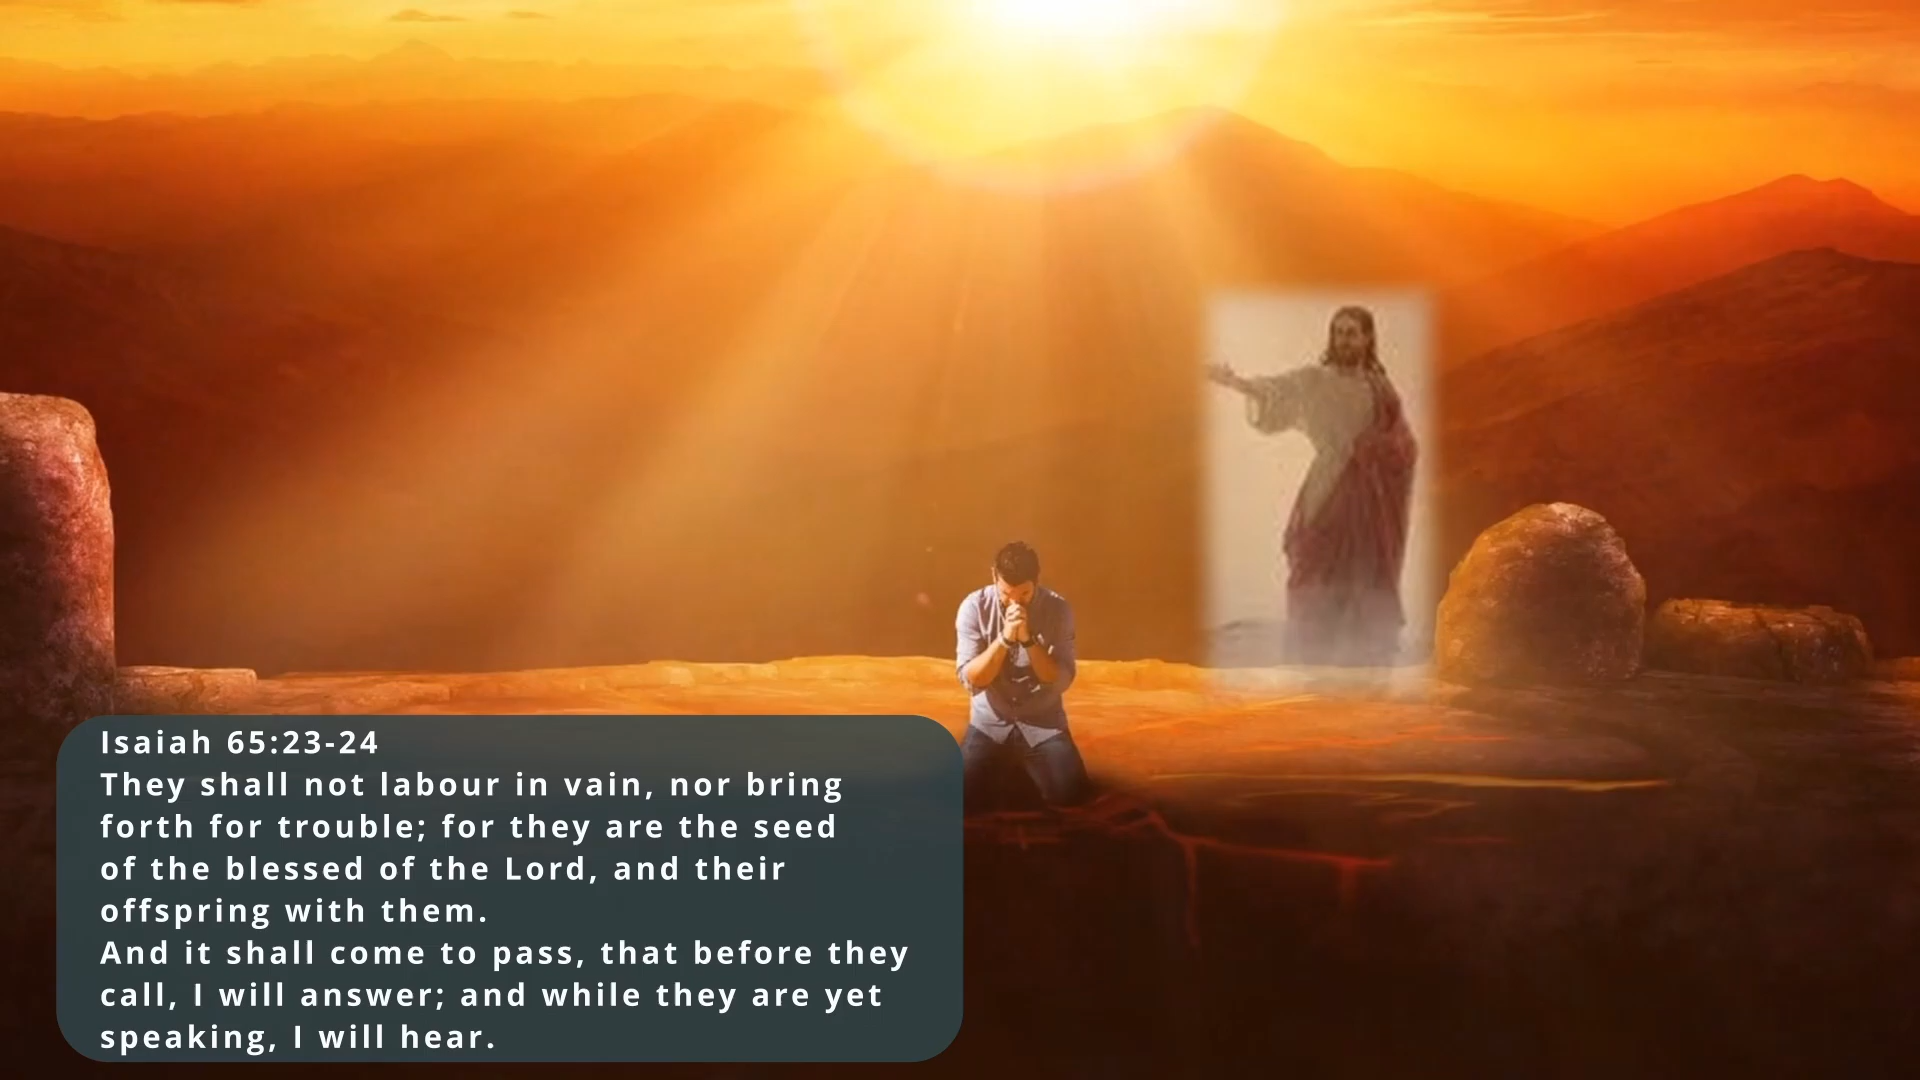 Isaiah 65:23-24
They shall not labour in vain, nor bring
forth for trouble; for they are the seed
of the blessed of the Lord, and their
offspring with them.
And it shall come to pass, that before they
call, I will answer; and while they are yet
speaking, I will hear.